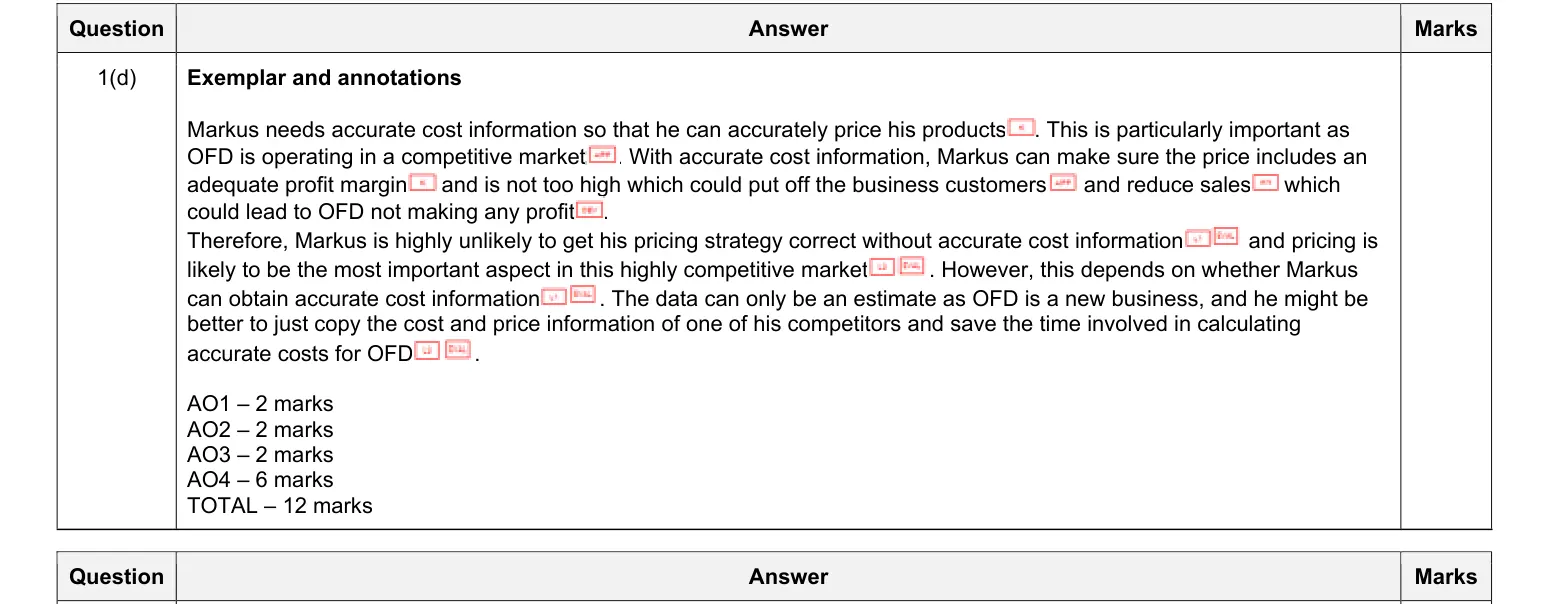 Question Answer Marks
1(d) Exemplar and annotations
Markus needs accurate cost information so that he can accurately price his products. This is particularly important as
OFD is operating in a competitive market. With accurate cost information, Markus can make sure the price includes an
adequate profit margin and is not too high which could put off the business customers and reduce sales which
could lead to OFD not making any profit.
Therefore, Markus is highly unlikely to get his pricing strategy correct without accurate cost information EVAL and pricing is
likely to be the most important aspect in this highly competitive market EVAL. However, this depends on whether Markus
can obtain accurate cost information EVAL. The data can only be an estimate as OFD is a new business, and he might be
better to just copy the cost and price information of one of his competitors and save the time involved in calculating
accurate costs for OFD EVAL.
AO1 – 2 marks
AO2 – 2 marks
AO3 – 2 marks
AO4 – 6 marks
TOTAL – 12 marks
Question Answer Marks